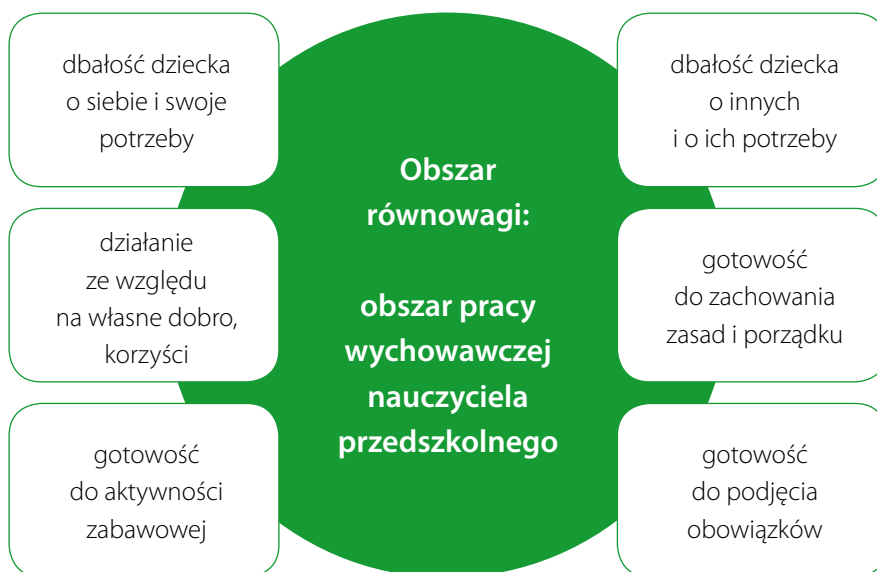 dbałość dziecka
o siebie i swoje
potrzeby
działanie
ze względu
na własne dobro,
korzyści
gotowość
do aktywności
zabawowej
Obszar
równowagi:
obszar pracy
wychowawczej
nauczyciela
przedszkolnego
dbałość dziecka
o innych
i o ich potrzeby
gotowość
do zachowania
zasad i porządku
gotowość
do podjęcia
obowiązków